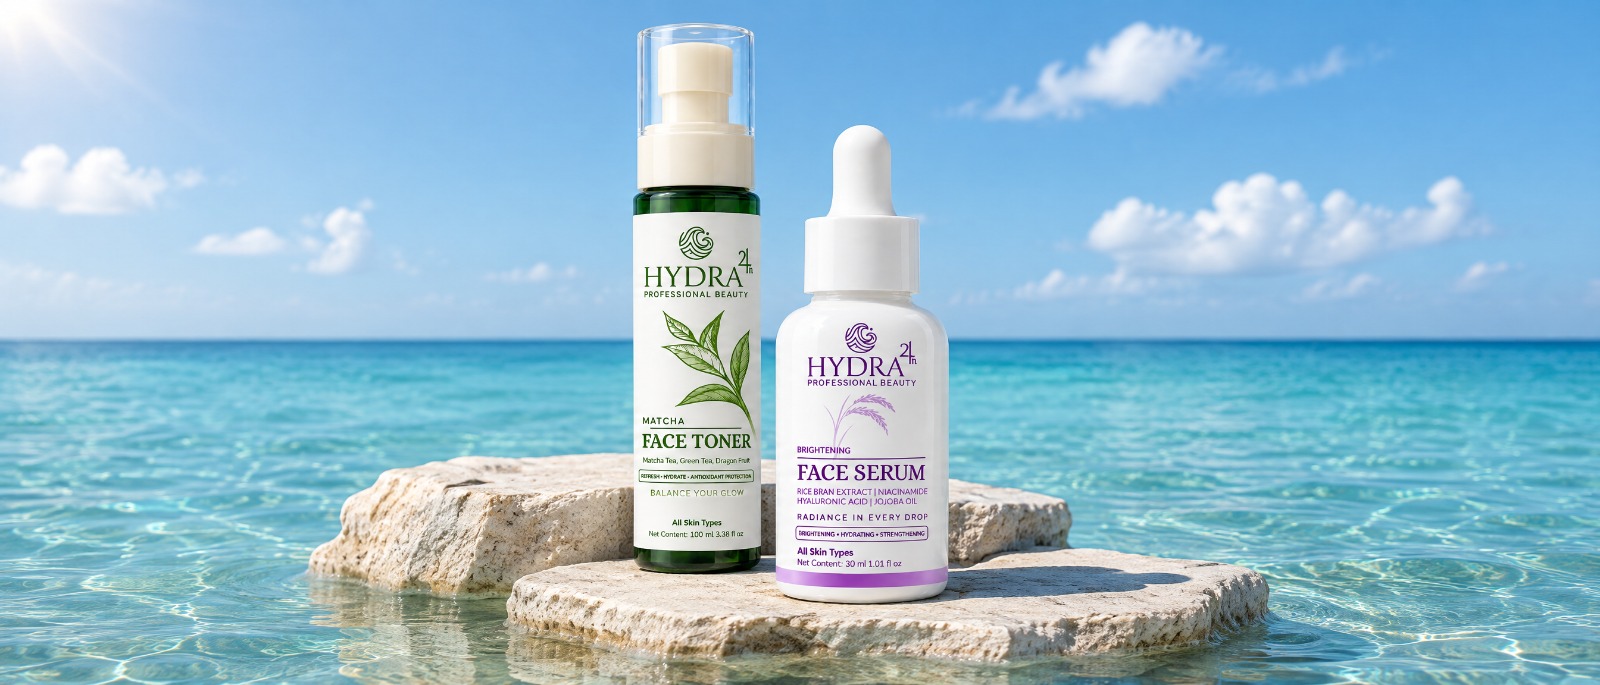 HYDRA 24h
PROFESSIONAL BEAUTY
MATCHA
FACE TONER
Matcha Tea, Green Tea, Dragon Fruit
REFRESH • HYDRATE • ANTIOXIDANT PROTECTION
BALANCE YOUR GLOW
All Skin Types
Net Content: 100 ml 3.38 fl oz
HYDRA 24h
PROFESSIONAL BEAUTY
BRIGHTENING
FACE SERUM
RICE BRAN EXTRACT | NIACINAMIDE
HYALURONIC ACID | JOJOBA OIL
RADIANCE IN EVERY DROP
BRIGHTENING • HYDRATING • STRENGTHENING
All Skin Types
Net Content: 30 ml 1.01 fl oz